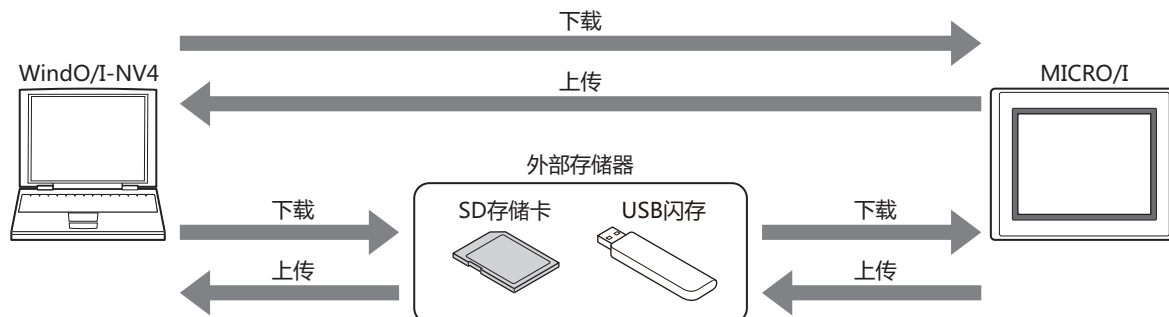 下载
WindO/I-NV4
MICRO/I
上传
外部存储器
SD存储卡 USB闪存
下载 下载
上传 上传